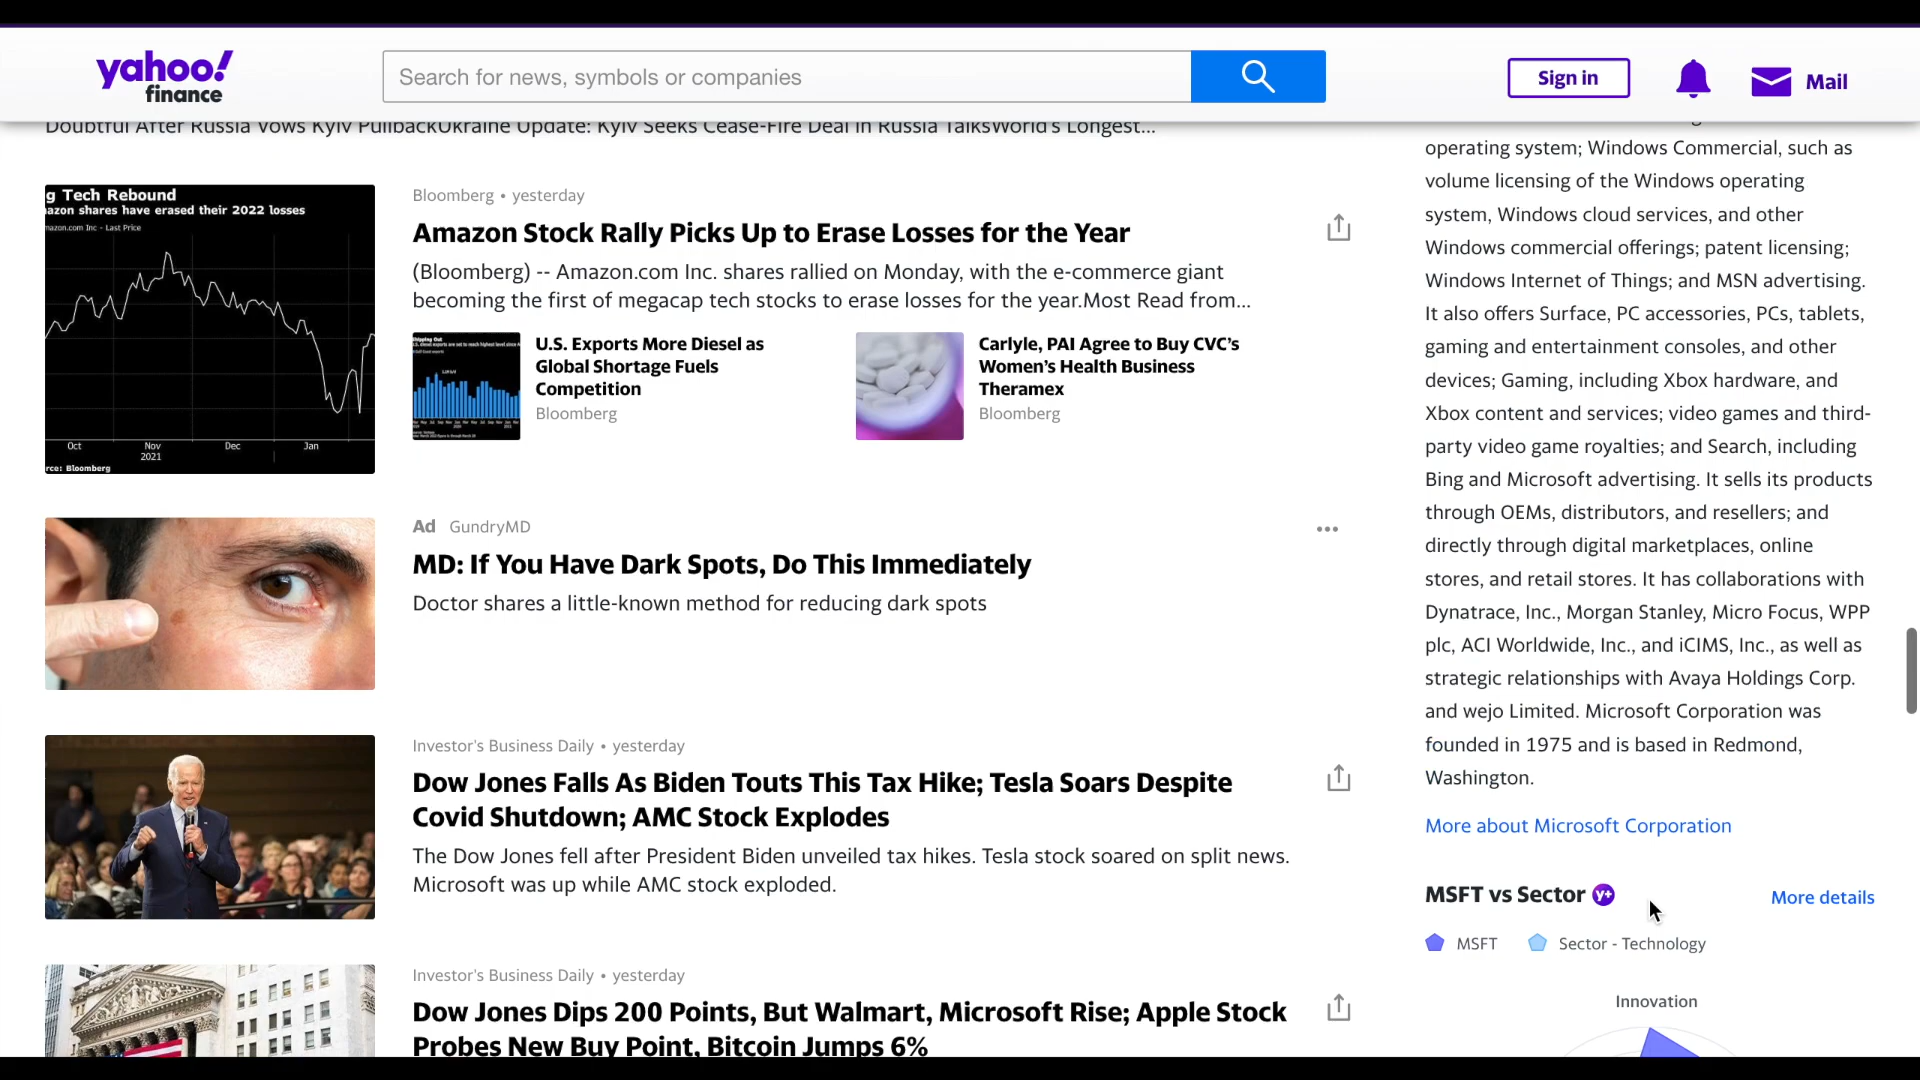 yahoo!
finance
Search for news, symbols or companies
Sign in
Mail
Doubtful After Russia Vows Kyiv PullbackUkraine Update: Kyiv Seeks Cease-Fire Deal in Russia TalksWorld's Longest...
g Tech Rebound
azon shares have erased their 2022 losses
mazon.com Inc - Last Price
Oct Nov Dec Jan
2021
rce: Bloomberg
Bloomberg • yesterday
Amazon Stock Rally Picks Up to Erase Losses for the Year
(Bloomberg) -- Amazon.com Inc. shares rallied on Monday, with the e-commerce giant
becoming the first of megacap tech stocks to erase losses for the year.Most Read from...
Shipping Out
U.S. Exports More Diesel as
Global Shortage Fuels
Competition
Bloomberg
Carlyle, PAI Agree to Buy CVC's
Women's Health Business
Theramex
Bloomberg
Ad GundryMD
MD: If You Have Dark Spots, Do This Immediately
Doctor shares a little-known method for reducing dark spots
Investor's Business Daily • yesterday
Dow Jones Falls As Biden Touts This Tax Hike; Tesla Soars Despite
Covid Shutdown; AMC Stock Explodes
The Dow Jones fell after President Biden unveiled tax hikes. Tesla stock soared on split news.
Microsoft was up while AMC stock exploded.
Investor's Business Daily • yesterday
Dow Jones Dips 200 Points, But Walmart, Microsoft Rise; Apple Stock
Probes New Buy Point, Bitcoin Jumps 6%
operating system; Windows Commercial, such as
volume licensing of the Windows operating
system, Windows cloud services, and other
Windows commercial offerings; patent licensing;
Windows Internet of Things; and MSN advertising.
It also offers Surface, PC accessories, PCs, tablets,
gaming and entertainment consoles, and other
devices; Gaming, including Xbox hardware, and
Xbox content and services; video games and third-
party video game royalties; and Search, including
Bing and Microsoft advertising. It sells its products
through OEMs, distributors, and resellers; and
directly through digital marketplaces, online
stores, and retail stores. It has collaborations with
Dynatrace, Inc., Morgan Stanley, Micro Focus, WPP
plc, ACI Worldwide, Inc., and iCIMS, Inc., as well as
strategic relationships with Avaya Holdings Corp.
and wejo Limited. Microsoft Corporation was
founded in 1975 and is based in Redmond,
Washington.
More about Microsoft Corporation
MSFT vs Sector y+
More details
MSFT Sector - Technology
Innovation